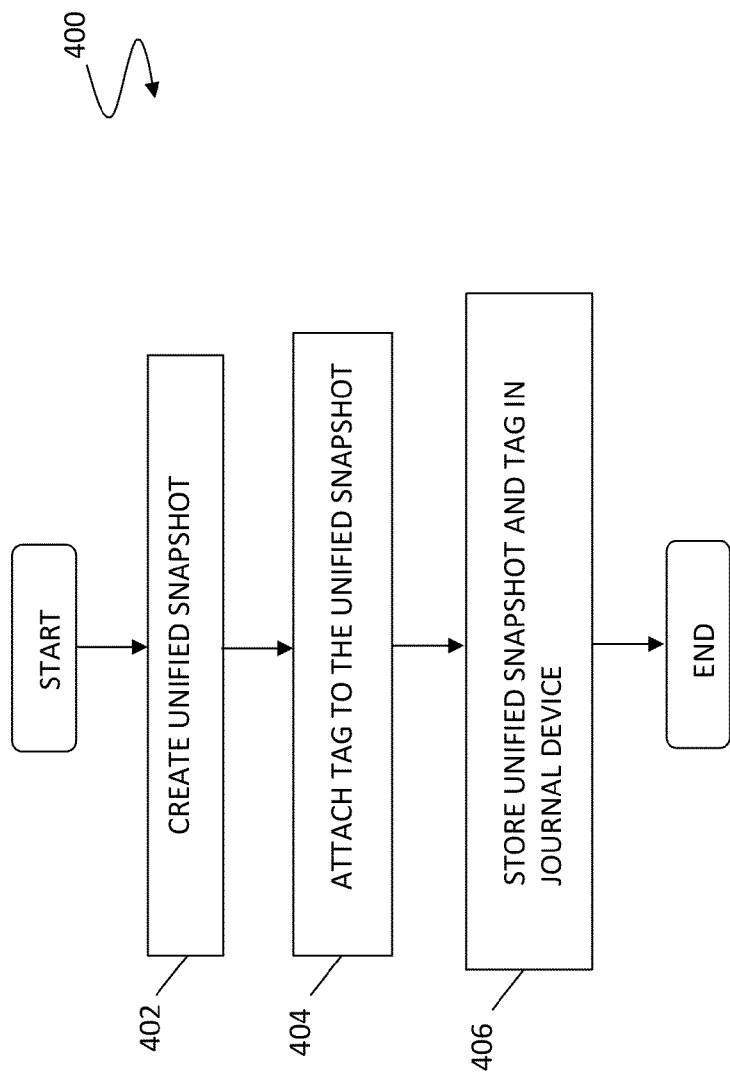 400
START
402
CREATE UNIFIED SNAPSHOT
404
ATTACH TAG TO THE UNIFIED SNAPSHOT
406
STORE UNIFIED SNAPSHOT AND TAG IN
JOURNAL DEVICE
END